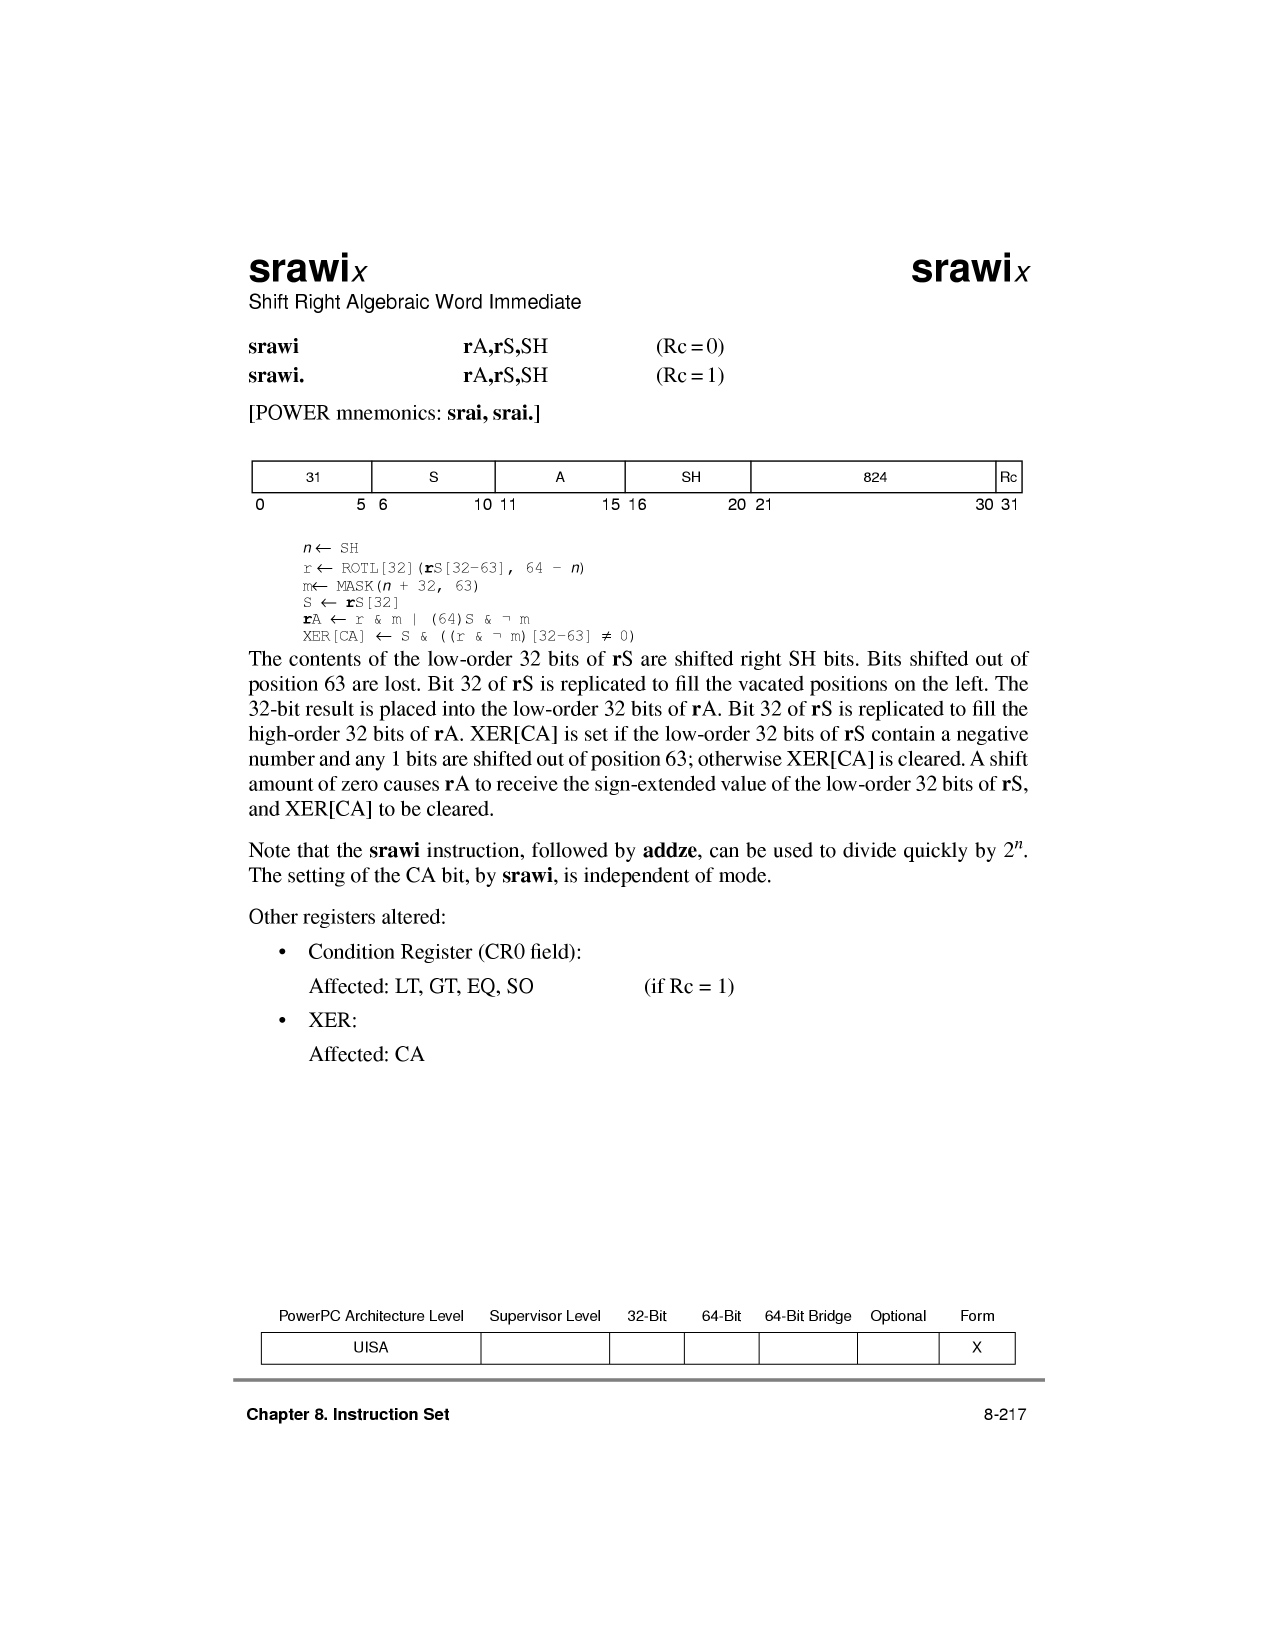 srawix srawix
Shift Right Algebraic Word Immediate
srawi rA,rS,SH (Rc = 0)
srawi. rA,rS,SH (Rc = 1)
[POWER mnemonics: srai, srai.]
31 S A SH 824 Rc
0 5 6 10 11 15 16 20 21 30 31
n ← SH
r ← ROTL[32](rS[32–63], 64 – n)
m← MASK(n + 32, 63)
S ← rS[32]
rA ← r & m | (64)S & ¬ m
XER[CA] ← S & ((r & ¬ m)[32–63] ≠ 0)
The contents of the low-order 32 bits of rS are shifted right SH bits. Bits shifted out of
position 63 are lost. Bit 32 of rS is replicated to fill the vacated positions on the left. The
32-bit result is placed into the low-order 32 bits of rA. Bit 32 of rS is replicated to fill the
high-order 32 bits of rA. XER[CA] is set if the low-order 32 bits of rS contain a negative
number and any 1 bits are shifted out of position 63; otherwise XER[CA] is cleared. A shift
amount of zero causes rA to receive the sign-extended value of the low-order 32 bits of rS,
and XER[CA] to be cleared.
Note that the srawi instruction, followed by addze, can be used to divide quickly by 2ⁿ.
The setting of the CA bit, by srawi, is independent of mode.
Other registers altered:
• Condition Register (CR0 field):
Affected: LT, GT, EQ, SO (if Rc = 1)
• XER:
Affected: CA
PowerPC Architecture Level Supervisor Level 32-Bit 64-Bit 64-Bit Bridge Optional Form
UISA X
Chapter 8. Instruction Set 8-217